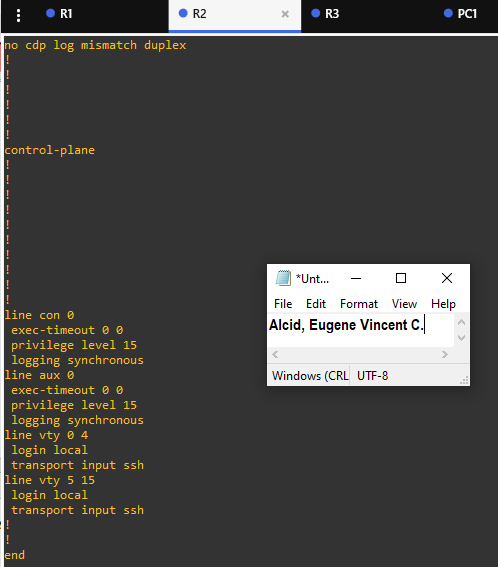 R1
R2
R3
PC1
no cdp log mismatch duplex
!
!
!
!
!
!
control-plane
!
!
!
!
!
!
!
!
!
!
line con 0
 exec-timeout 0 0
 privilege level 15
 logging synchronous
line aux 0
 exec-timeout 0 0
 privilege level 15
 logging synchronous
line vty 0 4
 login local
 transport input ssh
line vty 5 15
 login local
 transport input ssh
!
!
end
*Unt...
File Edit Format View Help
Alcid, Eugene Vincent C.
Windows (CRL UTF-8